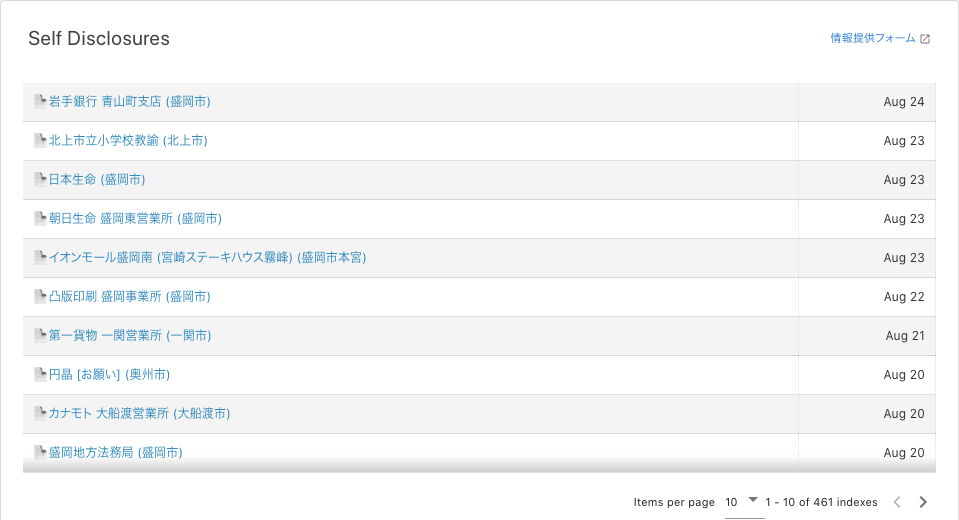 Self Disclosures
情報提供フォーム
岩手銀行 青山町支店 (盛岡市) Aug 24
北上市立小学校教諭 (北上市) Aug 23
日本生命 (盛岡市) Aug 23
朝日生命 盛岡東営業所 (盛岡市) Aug 23
イオンモール盛岡南 (宮崎ステーキハウス霧峰) (盛岡市本宮) Aug 23
凸版印刷 盛岡事業所 (盛岡市) Aug 22
第一貨物 一関営業所 (一関市) Aug 21
円晶 [お願い] (奥州市) Aug 20
カナモト 大船渡営業所 (大船渡市) Aug 20
盛岡地方法務局 (盛岡市) Aug 20
Items per page 10 1 - 10 of 461 indexes